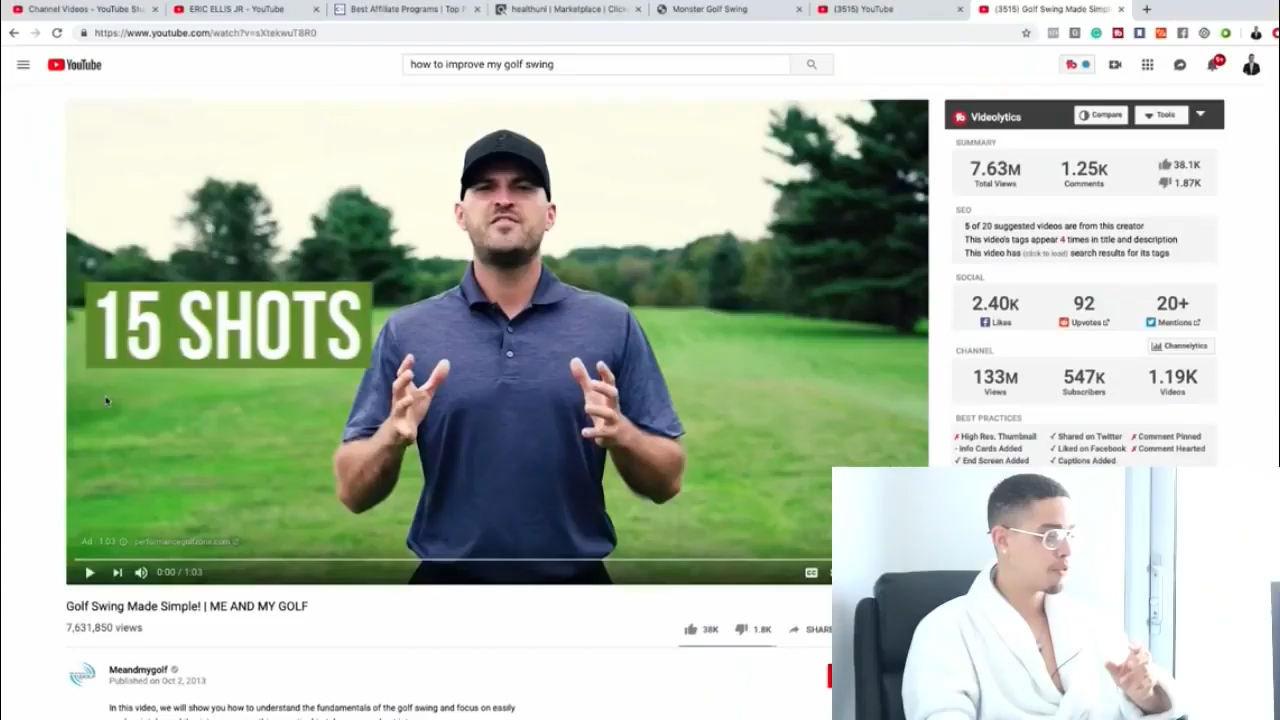 Channel Videos - YouTube Stu
ERIC ELLIS JR - YouTube
Best Affiliate Programs | Top F
healthuni | Marketplace | Click
Monster Golf Swing
(3515) YouTube
(3515) Golf Swing Made Simpl
https://www.youtube.com/watch?v=sXtekwuT8R0
YouTube
how to improve my golf swing
9+
15 SHOTS
Ad 1:03 performancegolfzone.com
0:00 / 1:03
CC
Golf Swing Made Simple! | ME AND MY GOLF
7,631,850 views
38K
1.8K
SHARE
Meandmygolf
Published on Oct 2, 2013
In this video, we will show you how to understand the fundamentals of the golf swing and focus on easily
Videolytics
Compare
Tools
SUMMARY
7.63M 1.25K 38.1K
Total Views Comments 1.87K
SEO
5 of 20 suggested videos are from this creator
This video's tags appear 4 times in title and description
This video has (click to load) search results for its tags
SOCIAL
2.40K 92 20+
Likes Upvotes Mentions
CHANNEL
Channelytics
133M 547K 1.19K
Views Subscribers Videos
BEST PRACTICES
High Res. Thumbnail Shared on Twitter Comment Pinned
Info Cards Added Liked on Facebook Comment Hearted
End Screen Added Captions Added